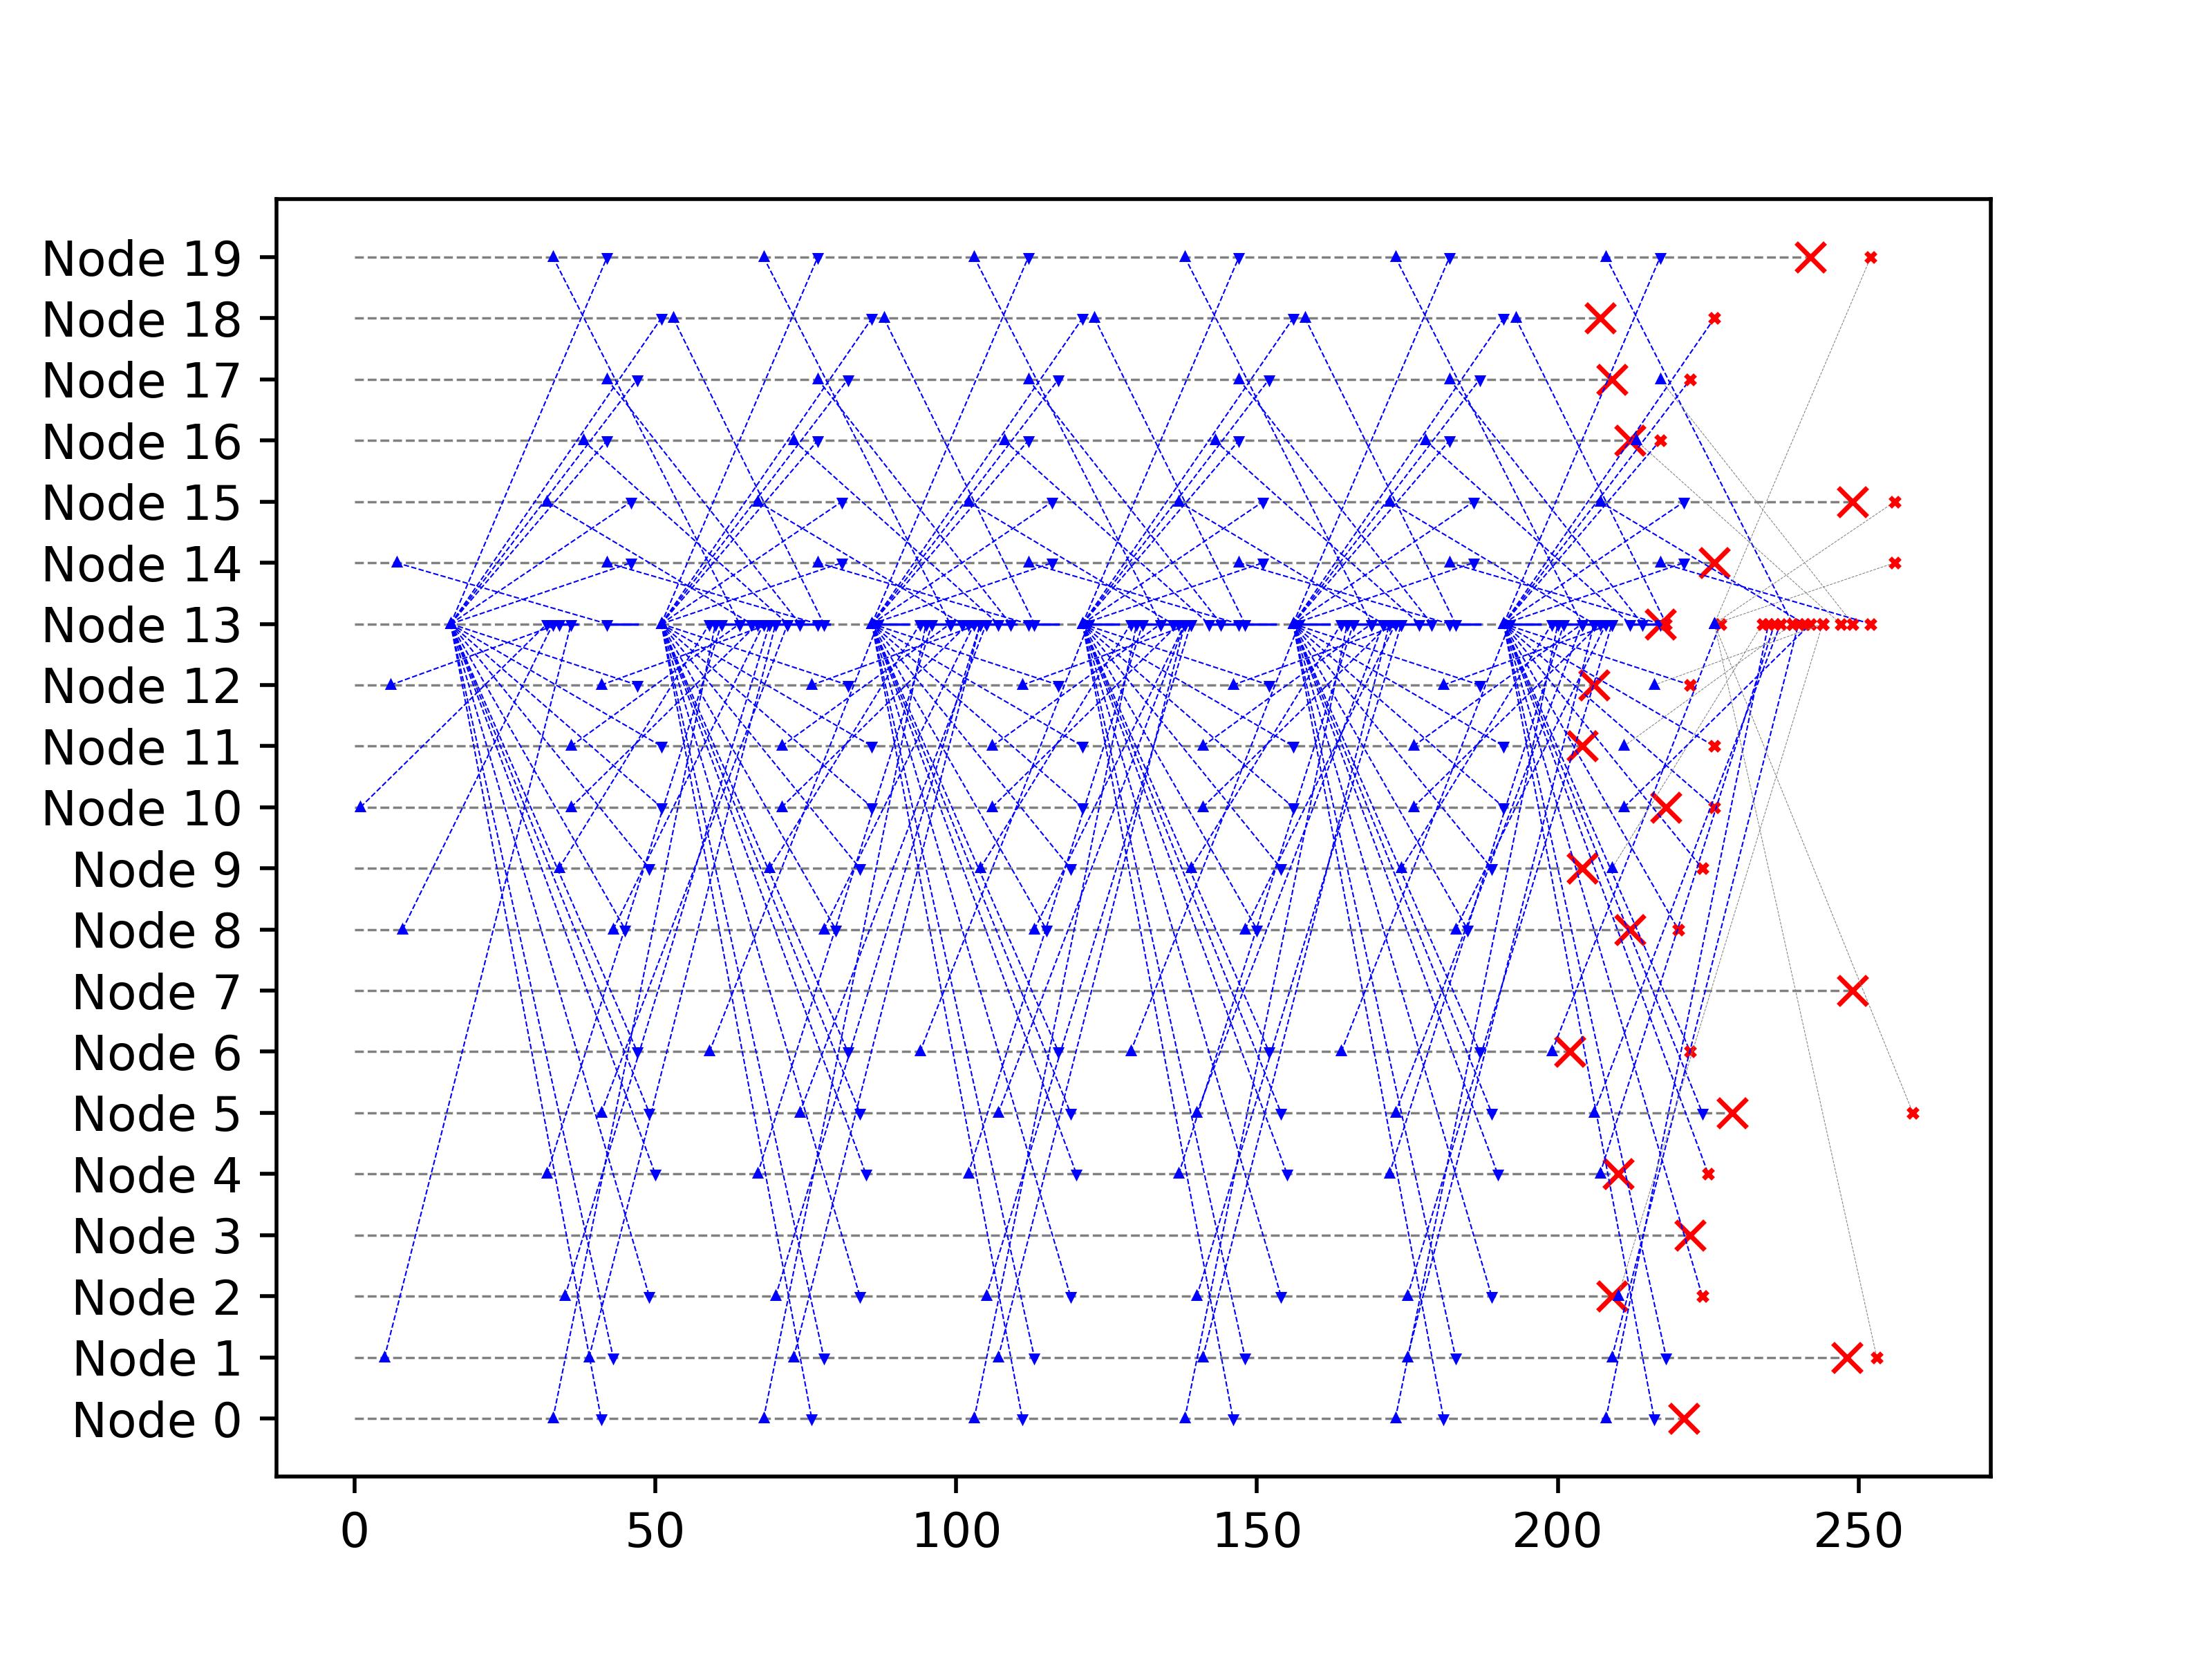 Node 19
Node 18
Node 17
Node 16
Node 15
Node 14
Node 13
Node 12
Node 11
Node 10
Node 9
Node 8
Node 7
Node 6
Node 5
Node 4
Node 3
Node 2
Node 1
Node 0
0 50 100 150 200 250